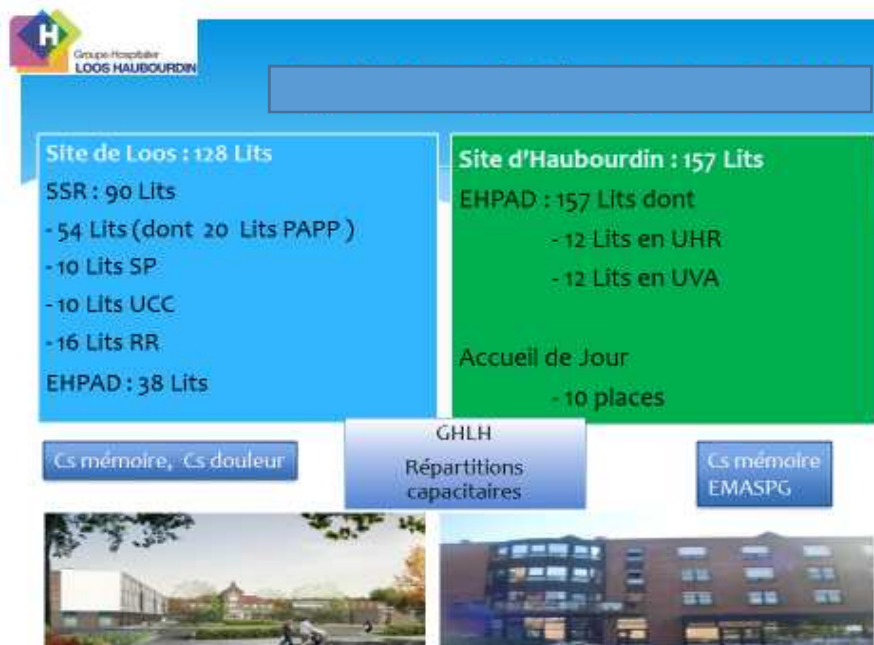 H
Groupe Hospitalier
LOOS HAUBOURDIN
Site de Loos : 128 Lits
SSR : 90 Lits
- 54 Lits (dont 20 Lits PAPP )
- 10 Lits SP
- 10 Lits UCC
- 16 Lits RR
EHPAD : 38 Lits
Site d'Haubourdin : 157 Lits
EHPAD : 157 Lits dont
- 12 Lits en UHR
- 12 Lits en UVA
Accueil de Jour
- 10 places
Cs mémoire, Cs douleur
GHLH
Répartitions
capacitaires
Cs mémoire
EMASPG